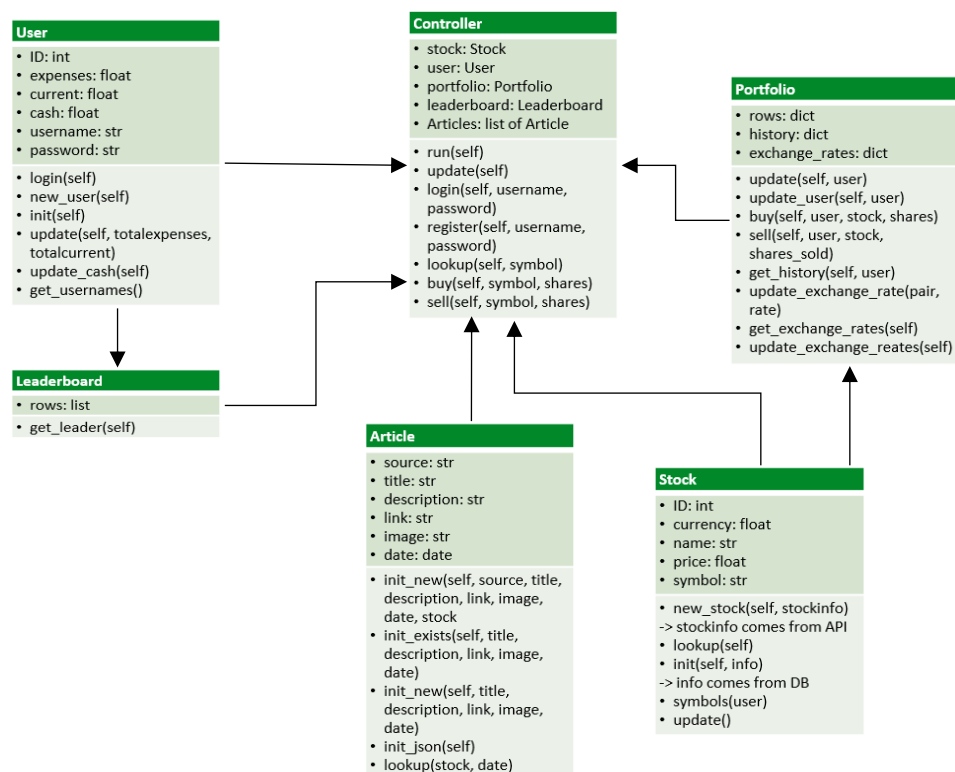 User
• ID: int
• expenses: float
• current: float
• cash: float
• username: str
• password: str
• login(self)
• new_user(self)
• init(self)
• update(self, totalexpenses,
totalcurrent)
• update_cash(self)
• get_usernames()
Controller
• stock: Stock
• user: User
• portfolio: Portfolio
• leaderboard: Leaderboard
• Articles: list of Article
• run(self)
• update(self)
• login(self, username,
password)
• register(self, username,
password)
• lookup(self, symbol)
• buy(self, symbol, shares)
• sell(self, symbol, shares)
Portfolio
• rows: dict
• history: dict
• exchange_rates: dict
• update(self, user)
• update_user(self, user)
• buy(self, user, stock, shares)
• sell(self, user, stock,
shares_sold)
• get_history(self, user)
• update_exchange_rate(pair,
rate)
• get_exchange_rates(self)
• update_exchange_reates(self)
Leaderboard
• rows: list
• get_leader(self)
Article
• source: str
• title: str
• description: str
• link: str
• image: str
• date: date
• init_new(self, source, title,
description, link, image,
date, stock
• init_exists(self, title,
description, link, image,
date)
• init_new(self, title,
description, link, image,
date)
• init_json(self)
• lookup(stock, date)
Stock
• ID: int
• currency: float
• name: str
• price: float
• symbol: str
• new_stock(self, stockinfo)
-> stockinfo comes from API
• lookup(self)
• init(self, info)
-> info comes from DB
• symbols(user)
• update()